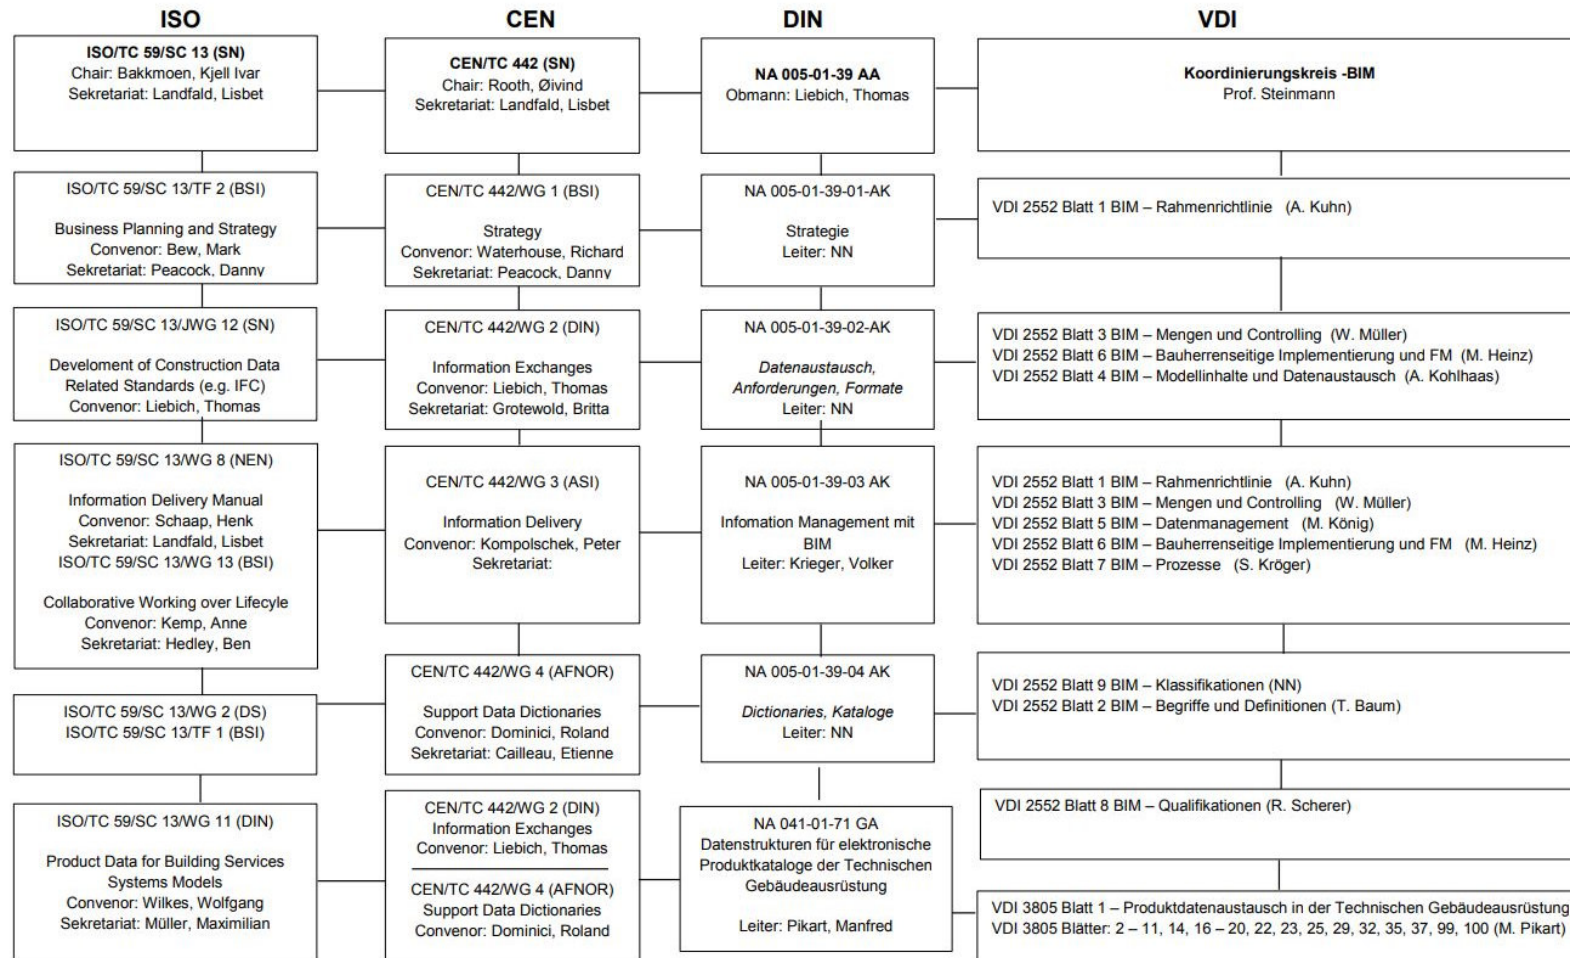 ISO
CEN
DIN
VDI
ISO/TC 59/SC 13 (SN)
Chair: Bakkmoen, Kjell Ivar
Sekretariat: Landfald, Lisbet
CEN/TC 442 (SN)
Chair: Rooth, Øivind
Sekretariat: Landfald, Lisbet
NA 005-01-39 AA
Obmann: Liebich, Thomas
Koordinierungskreis -BIM
Prof. Steinmann
ISO/TC 59/SC 13/TF 2 (BSI)
Business Planning and Strategy
Convenor: Bew, Mark
Sekretariat: Peacock, Danny
CEN/TC 442/WG 1 (BSI)
Strategy
Convenor: Waterhouse, Richard
Sekretariat: Peacock, Danny
NA 005-01-39-01-AK
Strategie
Leiter: NN
VDI 2552 Blatt 1 BIM – Rahmenrichtlinie (A. Kuhn)
ISO/TC 59/SC 13/JWG 12 (SN)
Develoment of Construction Data
Related Standards (e.g. IFC)
Convenor: Liebich, Thomas
CEN/TC 442/WG 2 (DIN)
Information Exchanges
Convenor: Liebich, Thomas
Sekretariat: Grotewold, Britta
NA 005-01-39-02-AK
Datenaustausch,
Anforderungen, Formate
Leiter: NN
VDI 2552 Blatt 3 BIM – Mengen und Controlling (W. Müller)
VDI 2552 Blatt 6 BIM – Bauherrenseitige Implementierung und FM (M. Heinz)
VDI 2552 Blatt 4 BIM – Modellinhalte und Datenaustausch (A. Kohlhaas)
ISO/TC 59/SC 13/WG 8 (NEN)
Information Delivery Manual
Convenor: Schaap, Henk
Sekretariat: Landfald, Lisbet
ISO/TC 59/SC 13/WG 13 (BSI)
Collaborative Working over Lifecyle
Convenor: Kemp, Anne
Sekretariat: Hedley, Ben
CEN/TC 442/WG 3 (ASI)
Information Delivery
Convenor: Kompolschek, Peter
Sekretariat:
NA 005-01-39-03 AK
Infomation Management mit
BIM
Leiter: Krieger, Volker
VDI 2552 Blatt 1 BIM – Rahmenrichtlinie (A. Kuhn)
VDI 2552 Blatt 3 BIM – Mengen und Controlling (W. Müller)
VDI 2552 Blatt 5 BIM – Datenmanagement (M. König)
VDI 2552 Blatt 6 BIM – Bauherrenseitige Implementierung und FM (M. Heinz)
VDI 2552 Blatt 7 BIM – Prozesse (S. Kröger)
ISO/TC 59/SC 13/WG 2 (DS)
ISO/TC 59/SC 13/TF 1 (BSI)
CEN/TC 442/WG 4 (AFNOR)
Support Data Dictionaries
Convenor: Dominici, Roland
Sekretariat: Cailleau, Etienne
NA 005-01-39-04 AK
Dictionaries, Kataloge
Leiter: NN
VDI 2552 Blatt 9 BIM – Klassifikationen (NN)
VDI 2552 Blatt 2 BIM – Begriffe und Definitionen (T. Baum)
VDI 2552 Blatt 8 BIM – Qualifikationen (R. Scherer)
ISO/TC 59/SC 13/WG 11 (DIN)
Product Data for Building Services
Systems Models
Convenor: Wilkes, Wolfgang
Sekretariat: Müller, Maximilian
CEN/TC 442/WG 2 (DIN)
Information Exchanges
Convenor: Liebich, Thomas
CEN/TC 442/WG 4 (AFNOR)
Support Data Dictionaries
Convenor: Dominici, Roland
NA 041-01-71 GA
Datenstrukturen für elektronische
Produktkataloge der Technischen
Gebäudeausrüstung
Leiter: Pikart, Manfred
VDI 3805 Blatt 1 – Produktdatenaustausch in der Technischen Gebäudeausrüstung
VDI 3805 Blätter: 2 – 11, 14, 16 – 20, 22, 23, 25, 29, 32, 35, 37, 99, 100 (M. Pikart)